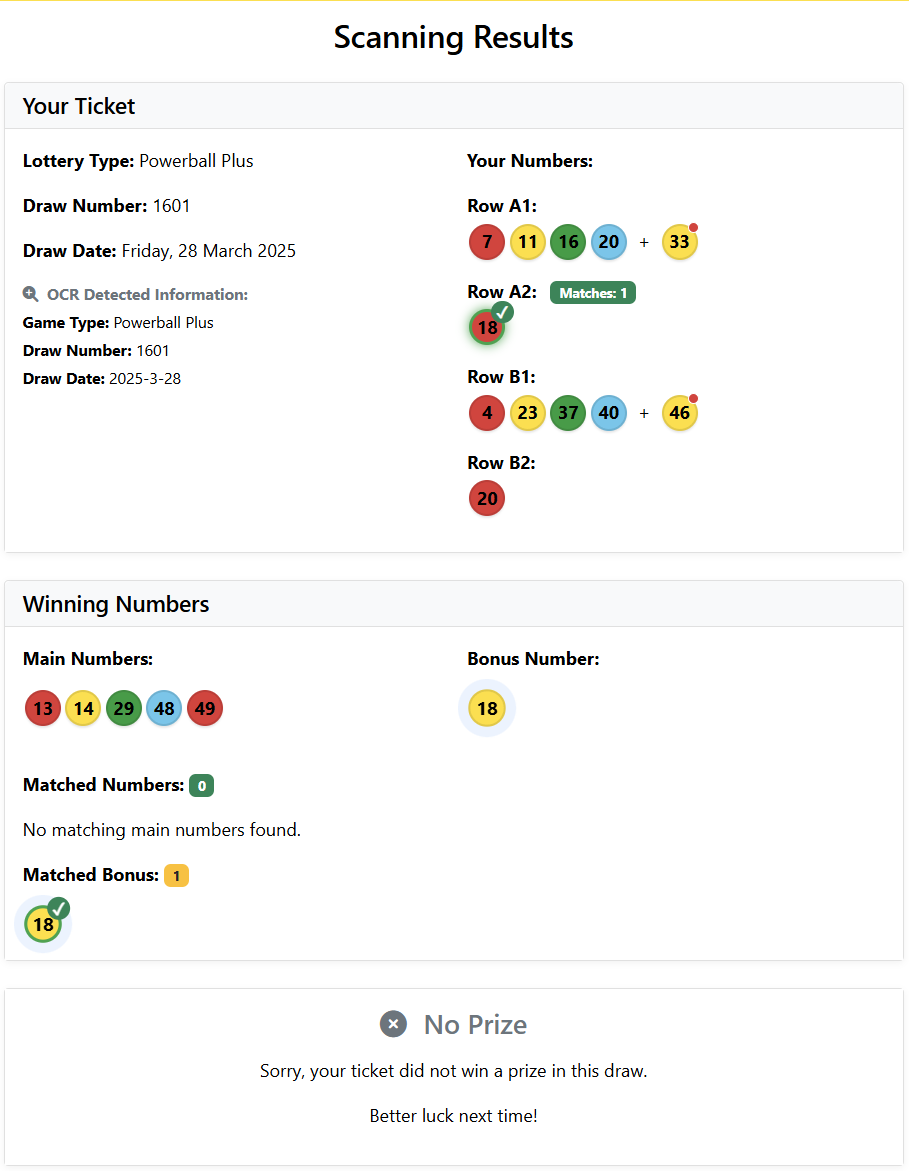 Scanning Results
Your Ticket
Lottery Type: Powerball Plus
Draw Number: 1601
Draw Date: Friday, 28 March 2025
OCR Detected Information:
Game Type: Powerball Plus
Draw Number: 1601
Draw Date: 2025-3-28
Your Numbers:
Row A1:
7 11 16 20 + 33
Row A2: Matches: 1
18
Row B1:
4 23 37 40 + 46
Row B2:
20
Winning Numbers
Main Numbers:
13 14 29 48 49
Bonus Number:
18
Matched Numbers: 0
No matching main numbers found.
Matched Bonus: 1
18
No Prize
Sorry, your ticket did not win a prize in this draw.
Better luck next time!